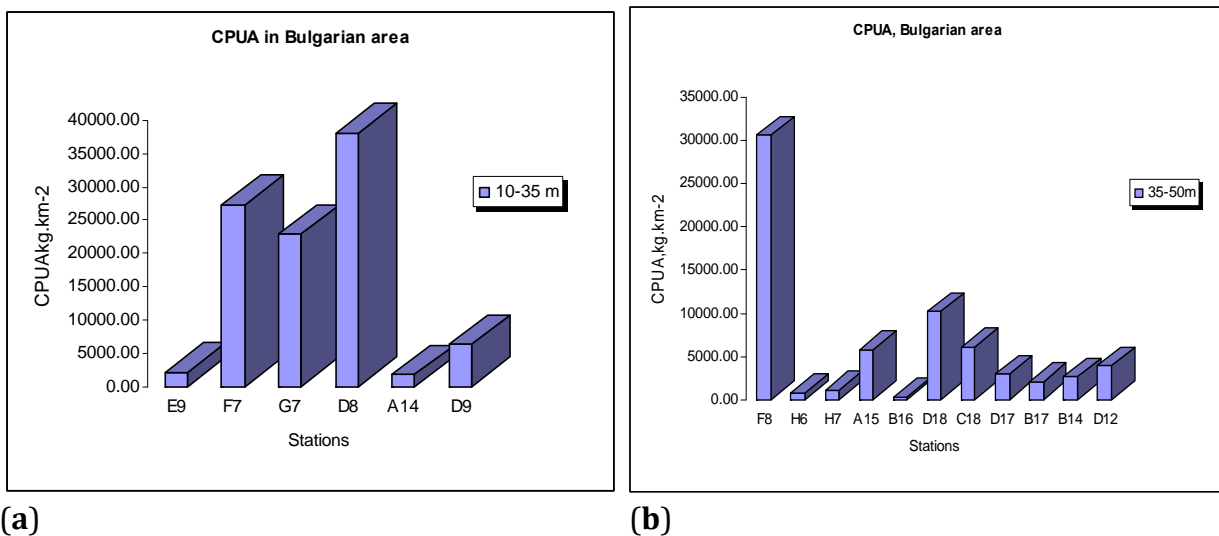 CPUA in Bulgarian area
CPUAkg.km-2
40000.00
35000.00
30000.00
25000.00
20000.00
15000.00
10000.00
5000.00
0.00
E9 F7 G7 D8 A14 D9
Stations
10-35 m
(a)
CPUA, Bulgarian area
CPUA,kg.km-2
35000.00
30000.00
25000.00
20000.00
15000.00
10000.00
5000.00
0.00
F8 H6 H7 A15 B16 D18 C18 D17 B17 B14 D12
Stations
35-50m
(b)